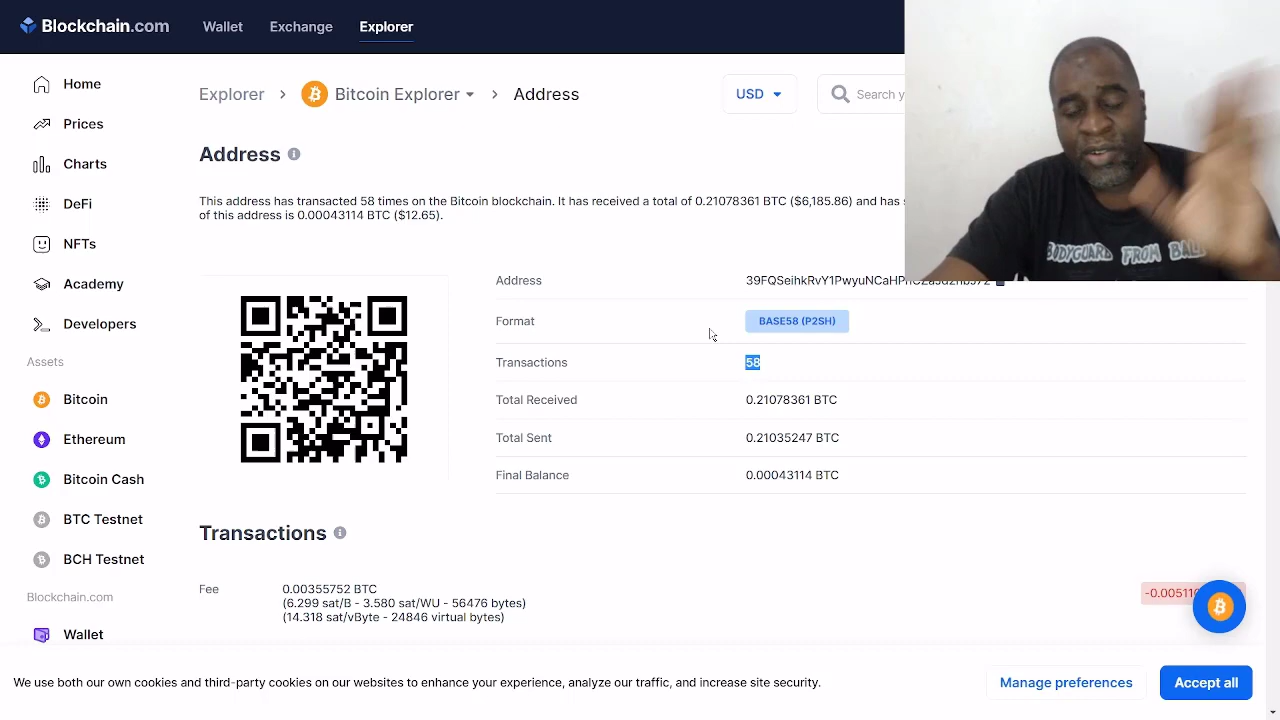 Blockchain.com Wallet Exchange Explorer
Home
Prices
Charts
DeFi
NFTs
Academy
Developers
Assets
Bitcoin
Ethereum
Bitcoin Cash
BTC Testnet
BCH Testnet
Blockchain.com
Wallet
Explorer > Bitcoin Explorer > Address
USD
Search
Address
This address has transacted 58 times on the Bitcoin blockchain. It has received a total of 0.21078361 BTC ($6,185.86) and has
of this address is 0.00043114 BTC ($12.65).
Address
Format BASE58 (P2SH)
Transactions 58
Total Received 0.21078361 BTC
Total Sent 0.21035247 BTC
Final Balance 0.00043114 BTC
Transactions
Fee 0.00355752 BTC
(6.299 sat/B - 3.580 sat/WU - 56476 bytes)
(14.318 sat/vByte - 24846 virtual bytes)
BODYGUARD FROM
We use both our own cookies and third-party cookies on our websites to enhance your experience, analyze our traffic, and increase site security.
Manage preferences Accept all